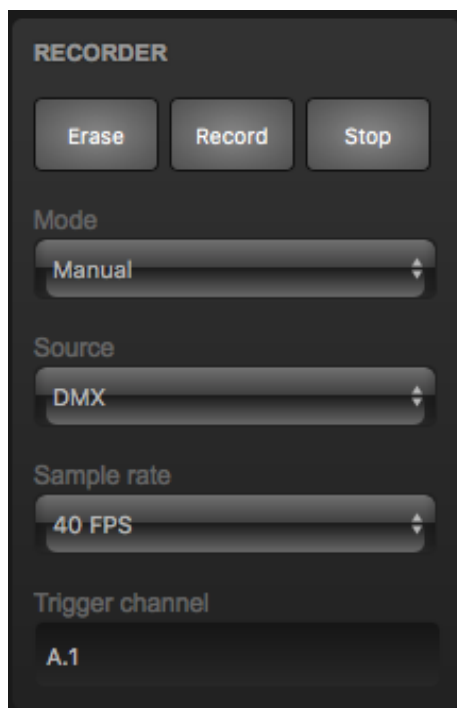 RECORDER
Erase Record Stop
Mode
Manual
Source
DMX
Sample rate
40 FPS
Trigger channel
A.1